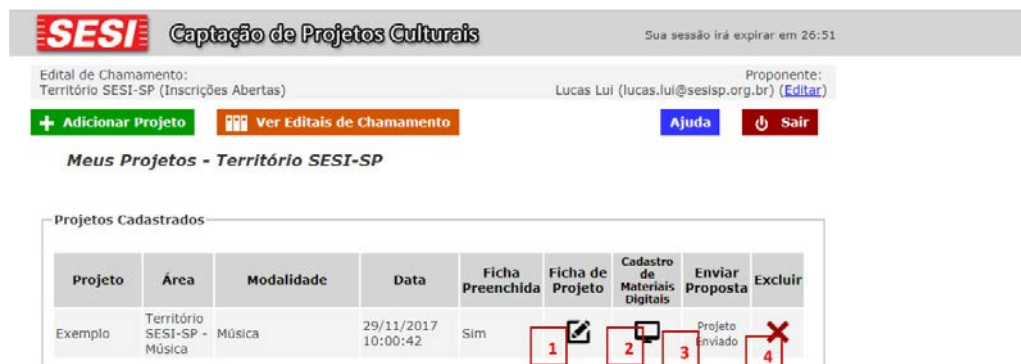 SESI Captação de Projetos Culturais Sua sessão irá expirar em 26:51
Edital de Chamamento: Proponente:
Território SESI-SP (Inscrições Abertas) Lucas Lui (lucas.lui@sesisp.org.br) (Editar)
Adicionar Projeto Ver Editais de Chamamento Ajuda Sair
Meus Projetos - Território SESI-SP
Projetos Cadastrados
Projeto Área Modalidade Data Ficha Preenchida Ficha de Projeto Cadastro de Materiais Digitais Enviar Proposta Excluir
Exemplo Território SESI-SP - Música Música 29/11/2017 10:00:42 Sim 1 2 Projeto Enviado 3 4